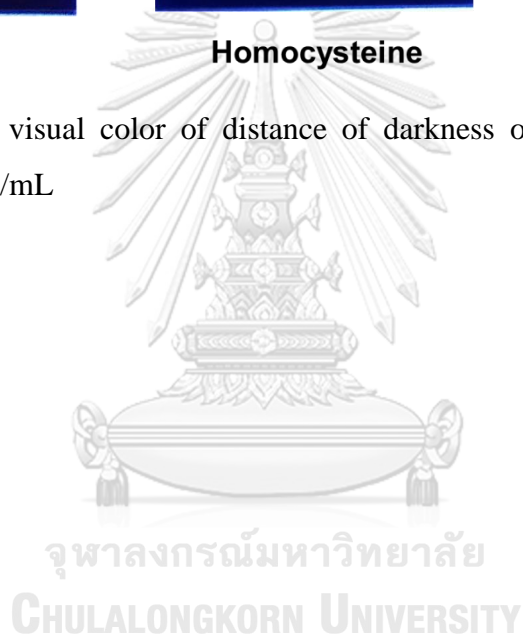 Homocysteine
visual color of distance of darkness o
/mL
จุฬาลงกรณ์มหาวิทยาลัย
CHULALONGKORN UNIVERSITY